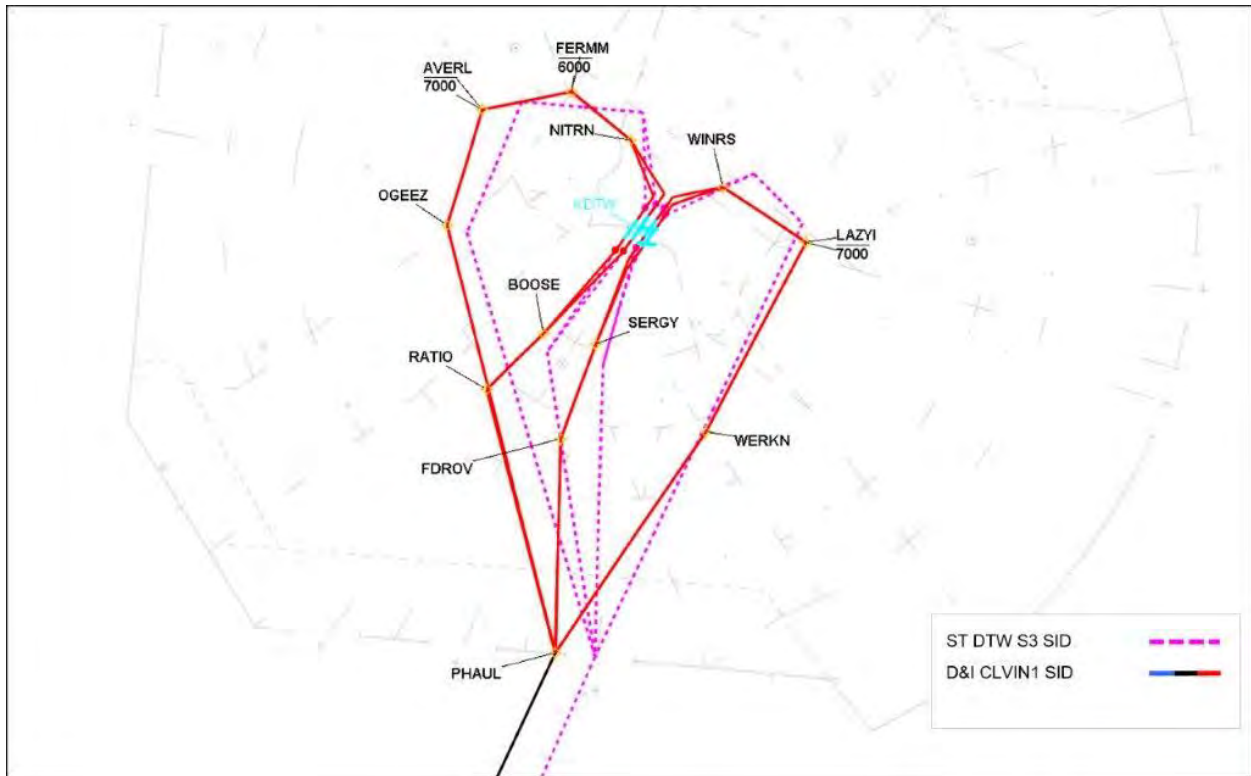 FERMM
6000
AVERL
7000
NITRN
WINRS
OGEEZ
KDTW
LAZYI
7000
BOOSE
SERGY
RATIO
WERKN
FDROV
PHAUL
ST DTW S3 SID
D&I CLVIN1 SID